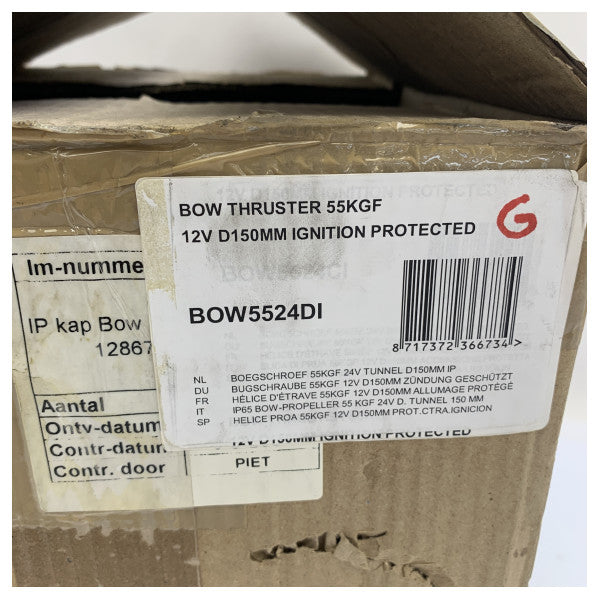 BOW THRUSTER 55KGF
12V D150MM IGNITION PROTECTED
G
BOW5524DI
8 717372 366734 >
NL BOEGSCHROEF 55KGF 24V TUNNEL D150MM IP
DU BUGSCHRAUBE 55KGF 12V D150MM ZÜNDUNG GESCHÜTZT
FR HÉLICE D'ÉTRAVE 55KGF 12V D150MM ALLUMAGE PROTÉGÉ
IT IP65 BOW-PROPELLER 55 KGF 24V D. TUNNEL 150 MM
SP HELICE PROA 55KGF 12V D150MM PROT.CTRA.IGNICION
Im-numme
IP kap Bow
12867
Aantal
Ontv-datum
Contr-datum
Contr. door
12V D150MM IGNITION PROTECTED
PIET